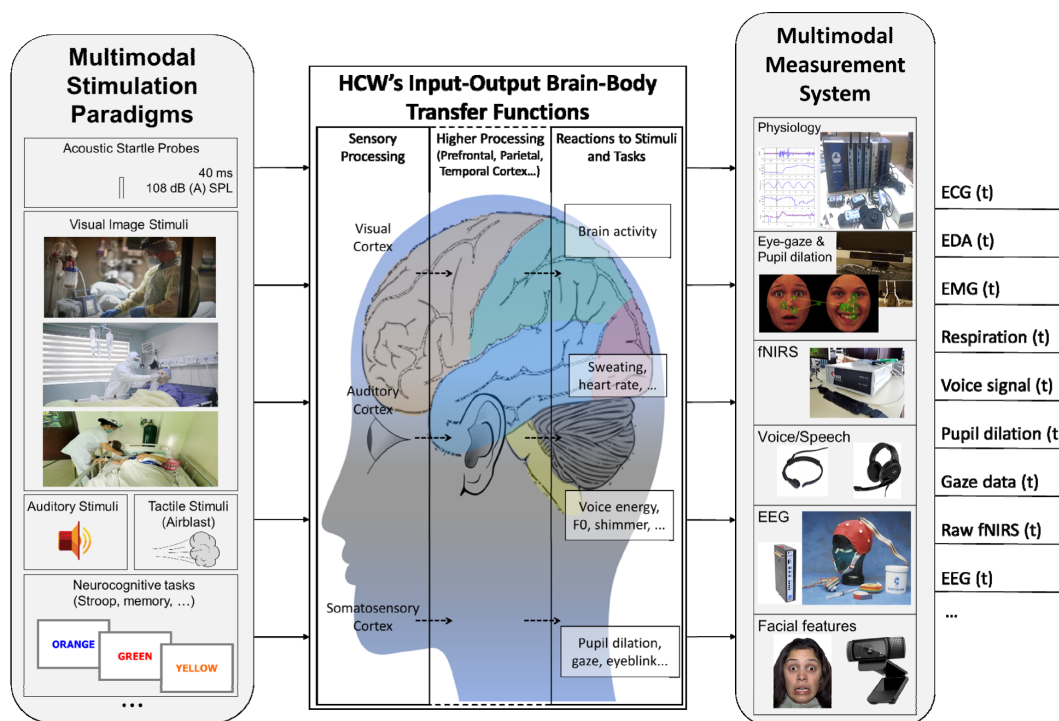 Multimodal
Stimulation
Paradigms
Acoustic Startle Probes
40 ms
108 dB (A) SPL
Visual Image Stimuli
Auditory Stimuli
Tactile Stimuli
(Airblast)
Neurocognitive tasks
(Stroop, memory, ...)
ORANGE
GREEN
YELLOW
...
HCW's Input-Output Brain-Body
Transfer Functions
Sensory
Processing
Higher Processing
(Prefrontal, Parietal,
Temporal Cortex...)
Reactions to Stimuli
and Tasks
Visual
Cortex
Brain activity
Auditory
Cortex
Sweating,
heart rate, ...
Voice energy,
F0, shimmer, ...
Somatosensory
Cortex
Pupil dilation,
gaze, eyeblink...
Multimodal
Measurement
System
Physiology
Eye-gaze &
Pupil dilation
fNIRS
Voice/Speech
EEG
Facial features
ECG (t)
EDA (t)
EMG (t)
Respiration (t)
Voice signal (t)
Pupil dilation (t
Gaze data (t)
Raw fNIRS (t)
EEG (t)
...